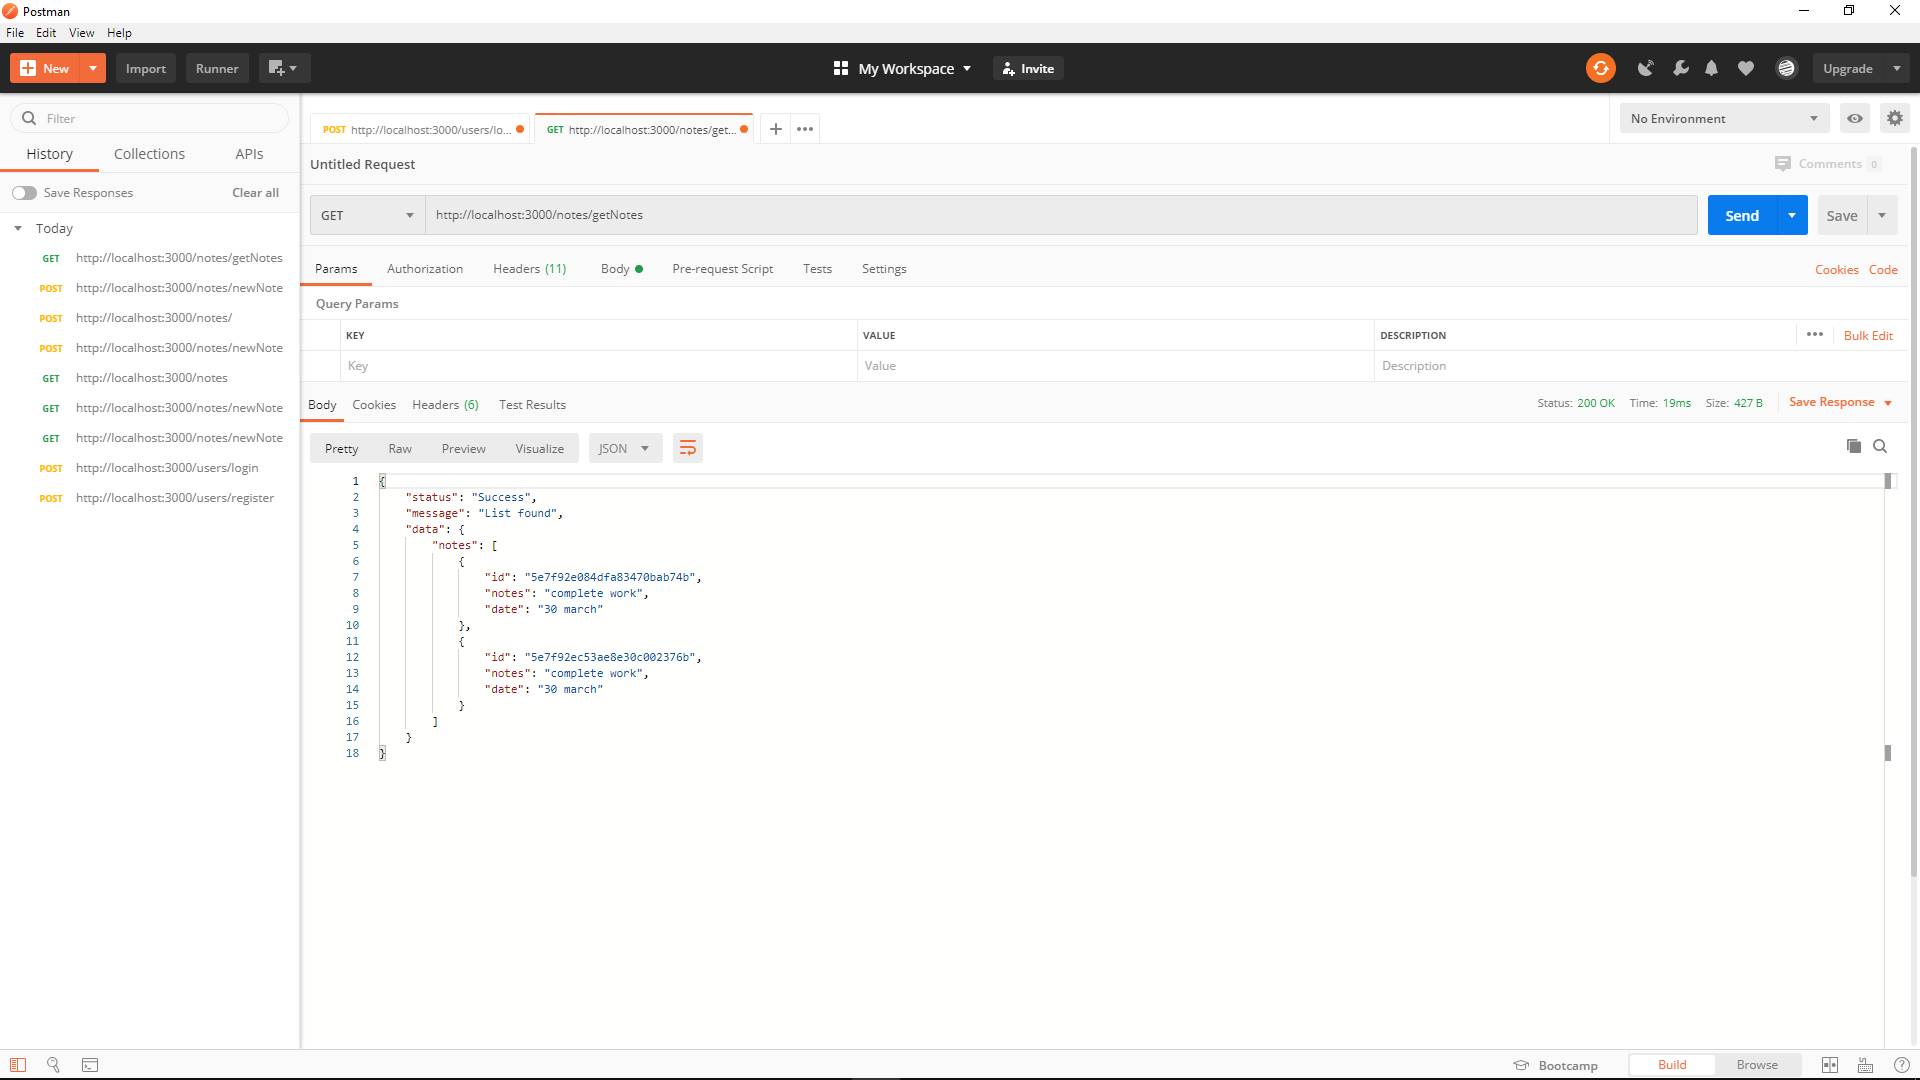 Postman
File Edit View Help
New Import Runner My Workspace Invite Upgrade
Filter
History Collections APIs
Save Responses Clear all
Today
GET http://localhost:3000/notes/getNotes
POST http://localhost:3000/notes/newNote
POST http://localhost:3000/notes/
POST http://localhost:3000/notes/newNote
GET http://localhost:3000/notes
GET http://localhost:3000/notes/newNote
GET http://localhost:3000/notes/newNote
POST http://localhost:3000/users/login
POST http://localhost:3000/users/register
POST http://localhost:3000/users/lo... GET http://localhost:3000/notes/get... No Environment
Untitled Request Comments 0
GET http://localhost:3000/notes/getNotes Send Save
Params Authorization Headers (11) Body Pre-request Script Tests Settings Cookies Code
Query Params
KEY VALUE DESCRIPTION Bulk Edit
Key Value Description
Body Cookies Headers (6) Test Results Status: 200 OK Time: 19ms Size: 427 B Save Response
Pretty Raw Preview Visualize JSON
1 {
2 "status": "Success",
3 "message": "List found",
4 "data": {
5 "notes": [
6 {
7 "id": "5e7f92e084dfa83470bab74b",
8 "notes": "complete work",
9 "date": "30 march"
10 },
11 {
12 "id": "5e7f92ec53ae8e30c002376b",
13 "notes": "complete work",
14 "date": "30 march"
15 }
16 ]
17 }
18 }
Bootcamp Build Browse